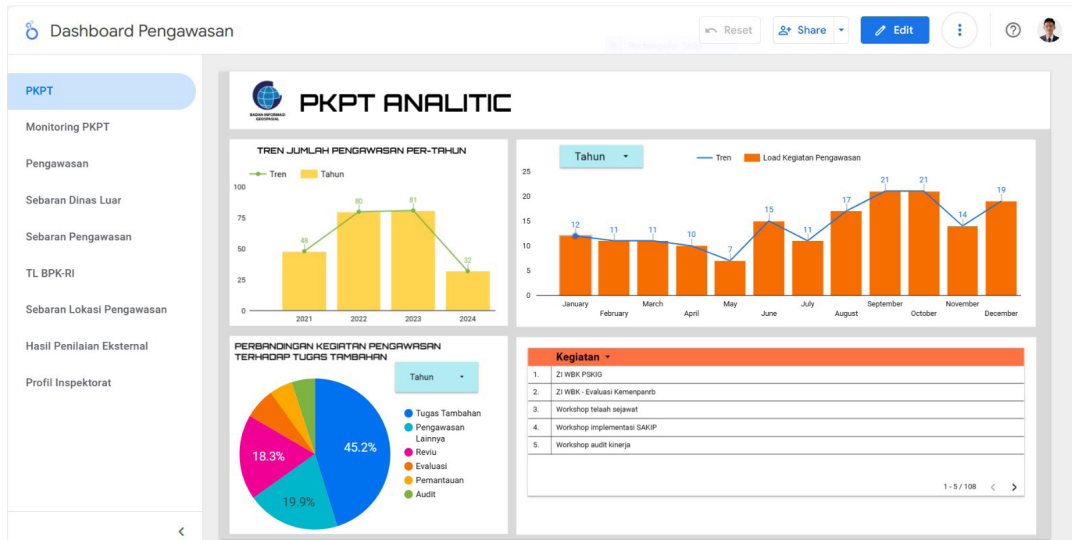 Dashboard Pengawasan
Reset
Share
Edit
PKPT
Monitoring PKPT
Pengawasan
Sebaran Dinas Luar
Sebaran Pengawasan
TL BPK-RI
Sebaran Lokasi Pengawasan
Hasil Penilaian Eksternal
Profil Inspektorat
BADAN INFORMASI
GEOSPASIAL
PKPT ANALITIC
TREN JUMLAH PENGAWASAN PER-TAHUN
Tren Tahun
100
75
50
25
0
80
81
32
2021 2022 2023 2024
Tahun
Tren Load Kegiatan Pengawasan
25
20
15
10
5
0
12 11 11 10 7 15 11 17 21 21 14 19
January March May July September November
February April June August October December
PERBANDINGAN KEGIATAN PENGAWASAN
TERHADAP TUGAS TAMBAHAN
Tahun
45.2%
18.3%
19.9%
Tugas Tambahan
Pengawasan
Lainnya
Reviu
Evaluasi
Pemantauan
Audit
Kegiatan
1. ZI WBK PSKIG
2. ZI WBK - Evaluasi Kemenpanrb
3. Workshop telaah sejawat
4. Workshop implementasi SAKIP
5. Workshop audit kinerja
1 - 5 / 108